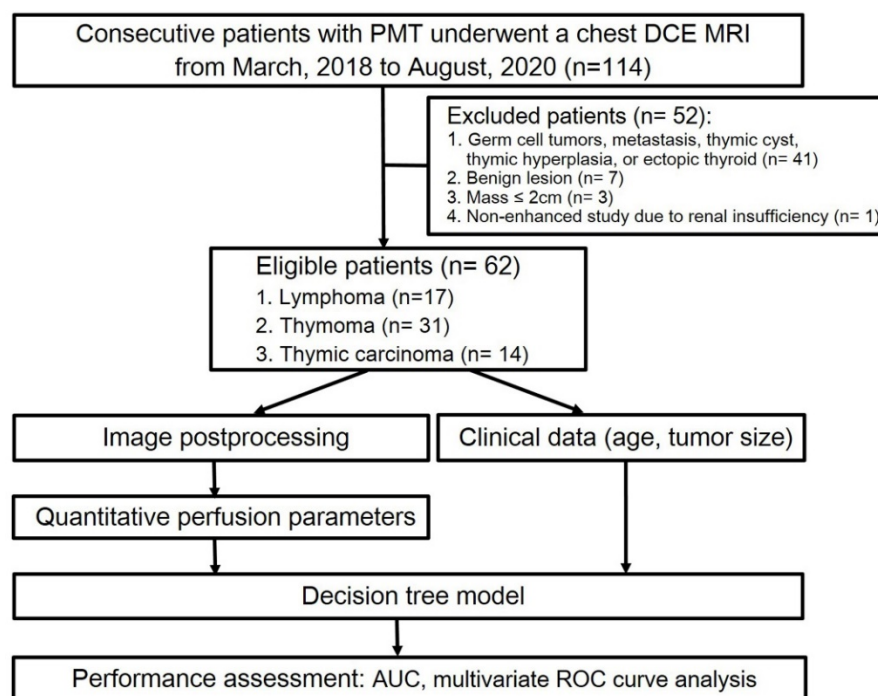 Consecutive patients with PMT underwent a chest DCE MRI
from March, 2018 to August, 2020 (n=114)
Excluded patients (n= 52):
1. Germ cell tumors, metastasis, thymic cyst,
thymic hyperplasia, or ectopic thyroid (n= 41)
2. Benign lesion (n= 7)
3. Mass ≤ 2cm (n= 3)
4. Non-enhanced study due to renal insufficiency (n= 1)
Eligible patients (n= 62)
1. Lymphoma (n=17)
2. Thymoma (n= 31)
3. Thymic carcinoma (n= 14)
Image postprocessing
Clinical data (age, tumor size)
Quantitative perfusion parameters
Decision tree model
Performance assessment: AUC, multivariate ROC curve analysis